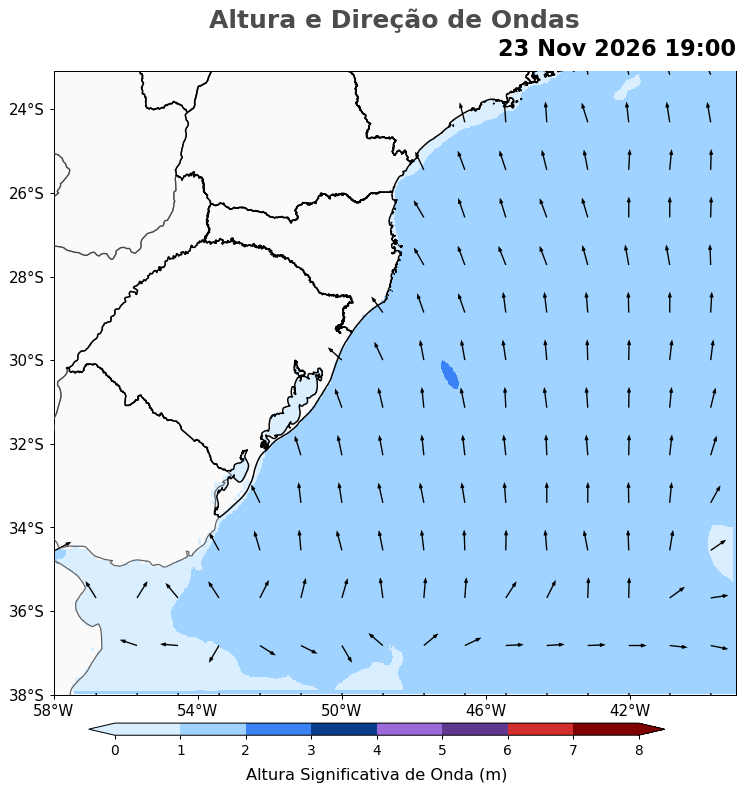 Altura e Direção de Ondas
23 Nov 2026 19:00
24°S
26°S
28°S
30°S
32°S
34°S
36°S
38°S
58°W 54°W 50°W 46°W 42°W
0 1 2 3 4 5 6 7 8
Altura Significativa de Onda (m)